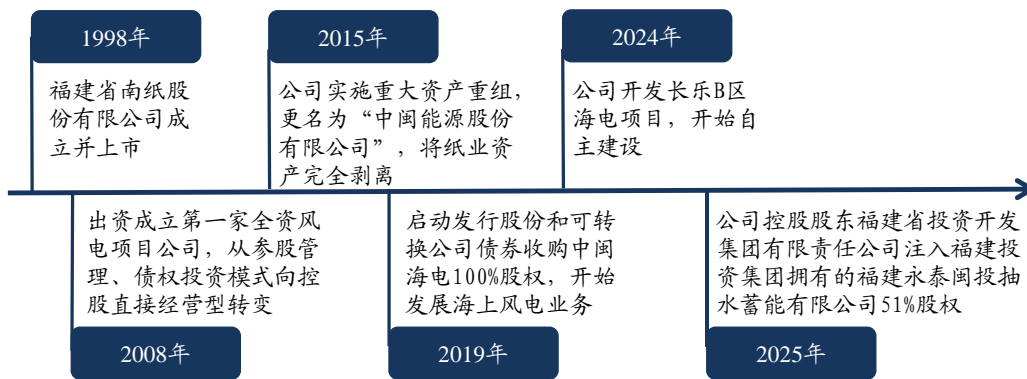 1998年
福建省南纸股
份有限公司成
立并上市
2015年
公司实施重大资产重组，
更名为“中闽能源股份
有限公司”，将纸业资
产完全剥离
2024年
公司开发长乐B区
海电项目，开始自
主建设
出资成立第一家全资风
电项目公司，从参股管
理、债权投资模式向控
股直接经营型转变
2008年
启动发行股份和可转
换公司债券收购中闽
海电100%股权，开始
发展海上风电业务
2019年
公司控股股东福建省投资开发
集团有限责任公司注入福建投
资集团拥有的福建永泰闽投抽
水蓄能有限公司51%股权
2025年